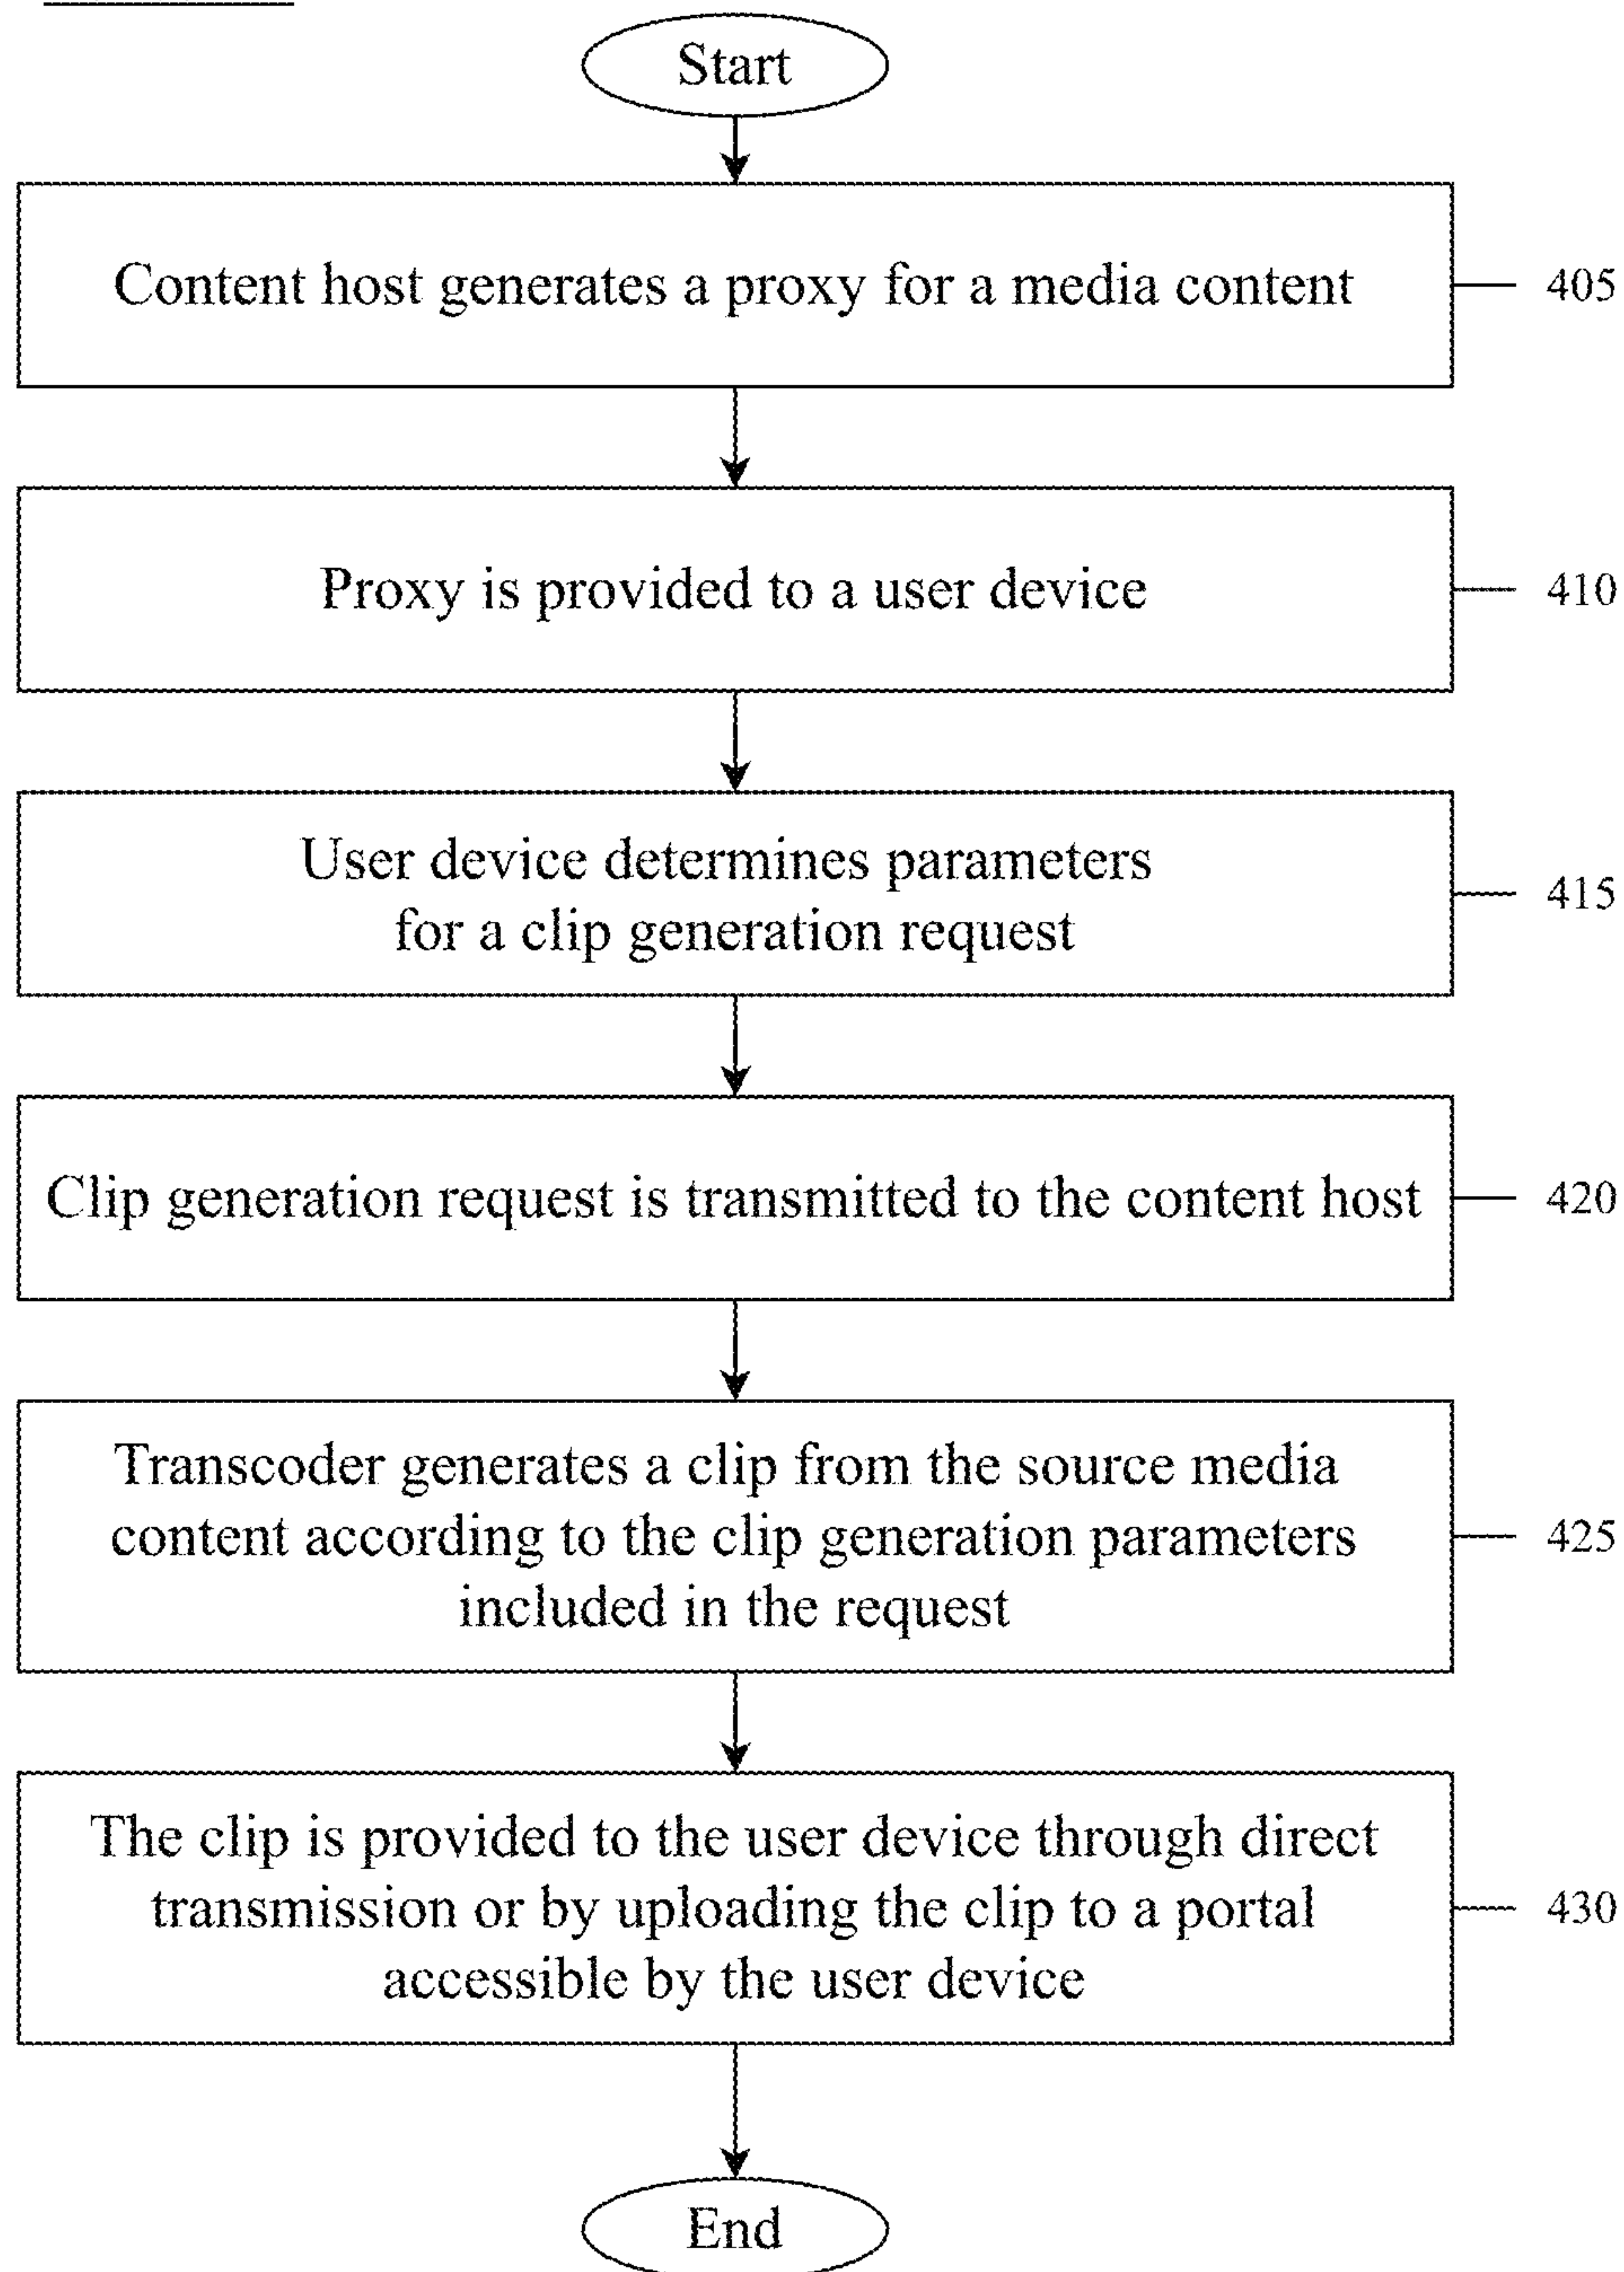 Start
Content host generates a proxy for a media content
405
Proxy is provided to a user device
410
User device determines parameters
for a clip generation request
415
Clip generation request is transmitted to the content host
420
Transcoder generates a clip from the source media
content according to the clip generation parameters
included in the request
425
The clip is provided to the user device through direct
transmission or by uploading the clip to a portal
accessible by the user device
430
End